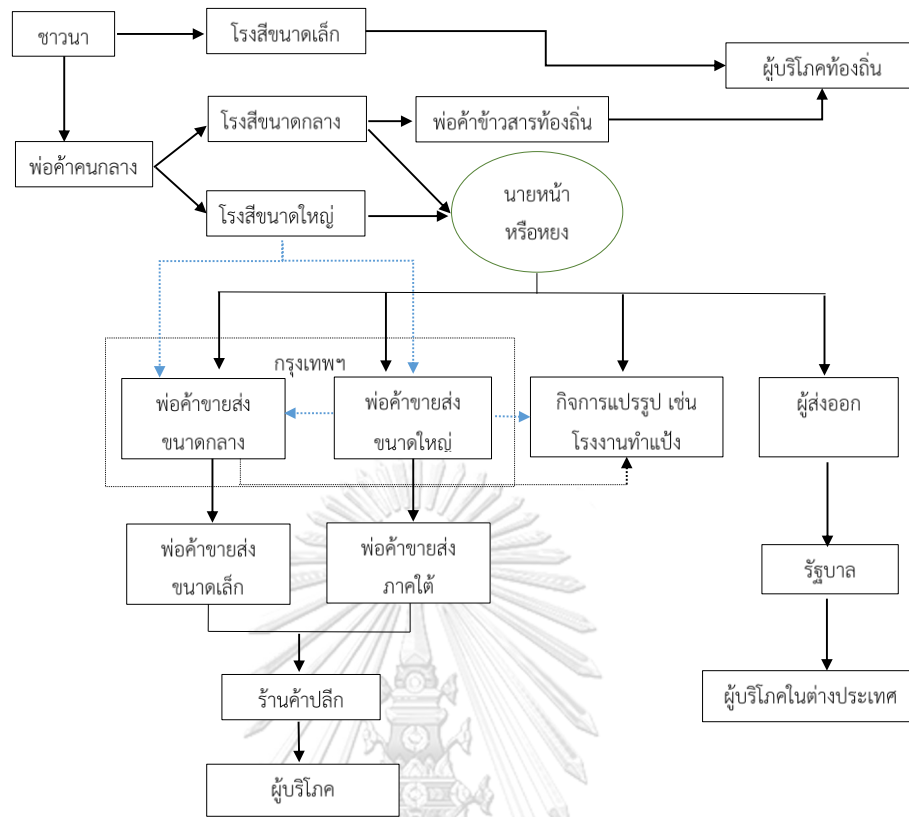 ชาวนา
โรงสีขนาดเล็ก
ผู้บริโภคท้องถิ่น
โรงสีขนาดกลาง
พ่อค้าข้าวสารท้องถิ่น
พ่อค้าคนกลาง
โรงสีขนาดใหญ่
นายหน้า
หรือหยง
กรุงเทพฯ
พ่อค้าขายส่ง
ขนาดกลาง
พ่อค้าขายส่ง
ขนาดใหญ่
กิจการแปรรูป เช่น
โรงงานทำแป้ง
ผู้ส่งออก
พ่อค้าขายส่ง
ขนาดเล็ก
พ่อค้าขายส่ง
ภาคใต้
รัฐบาล
ร้านค้าปลีก
ผู้บริโภคในต่างประเทศ
ผู้บริโภค